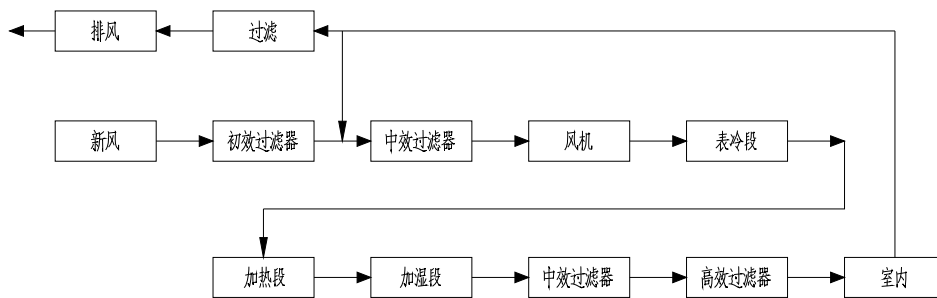 排风
过滤
新风
初效过滤器
中效过滤器
风机
表冷段
加热段
加湿段
中效过滤器
高效过滤器
室内